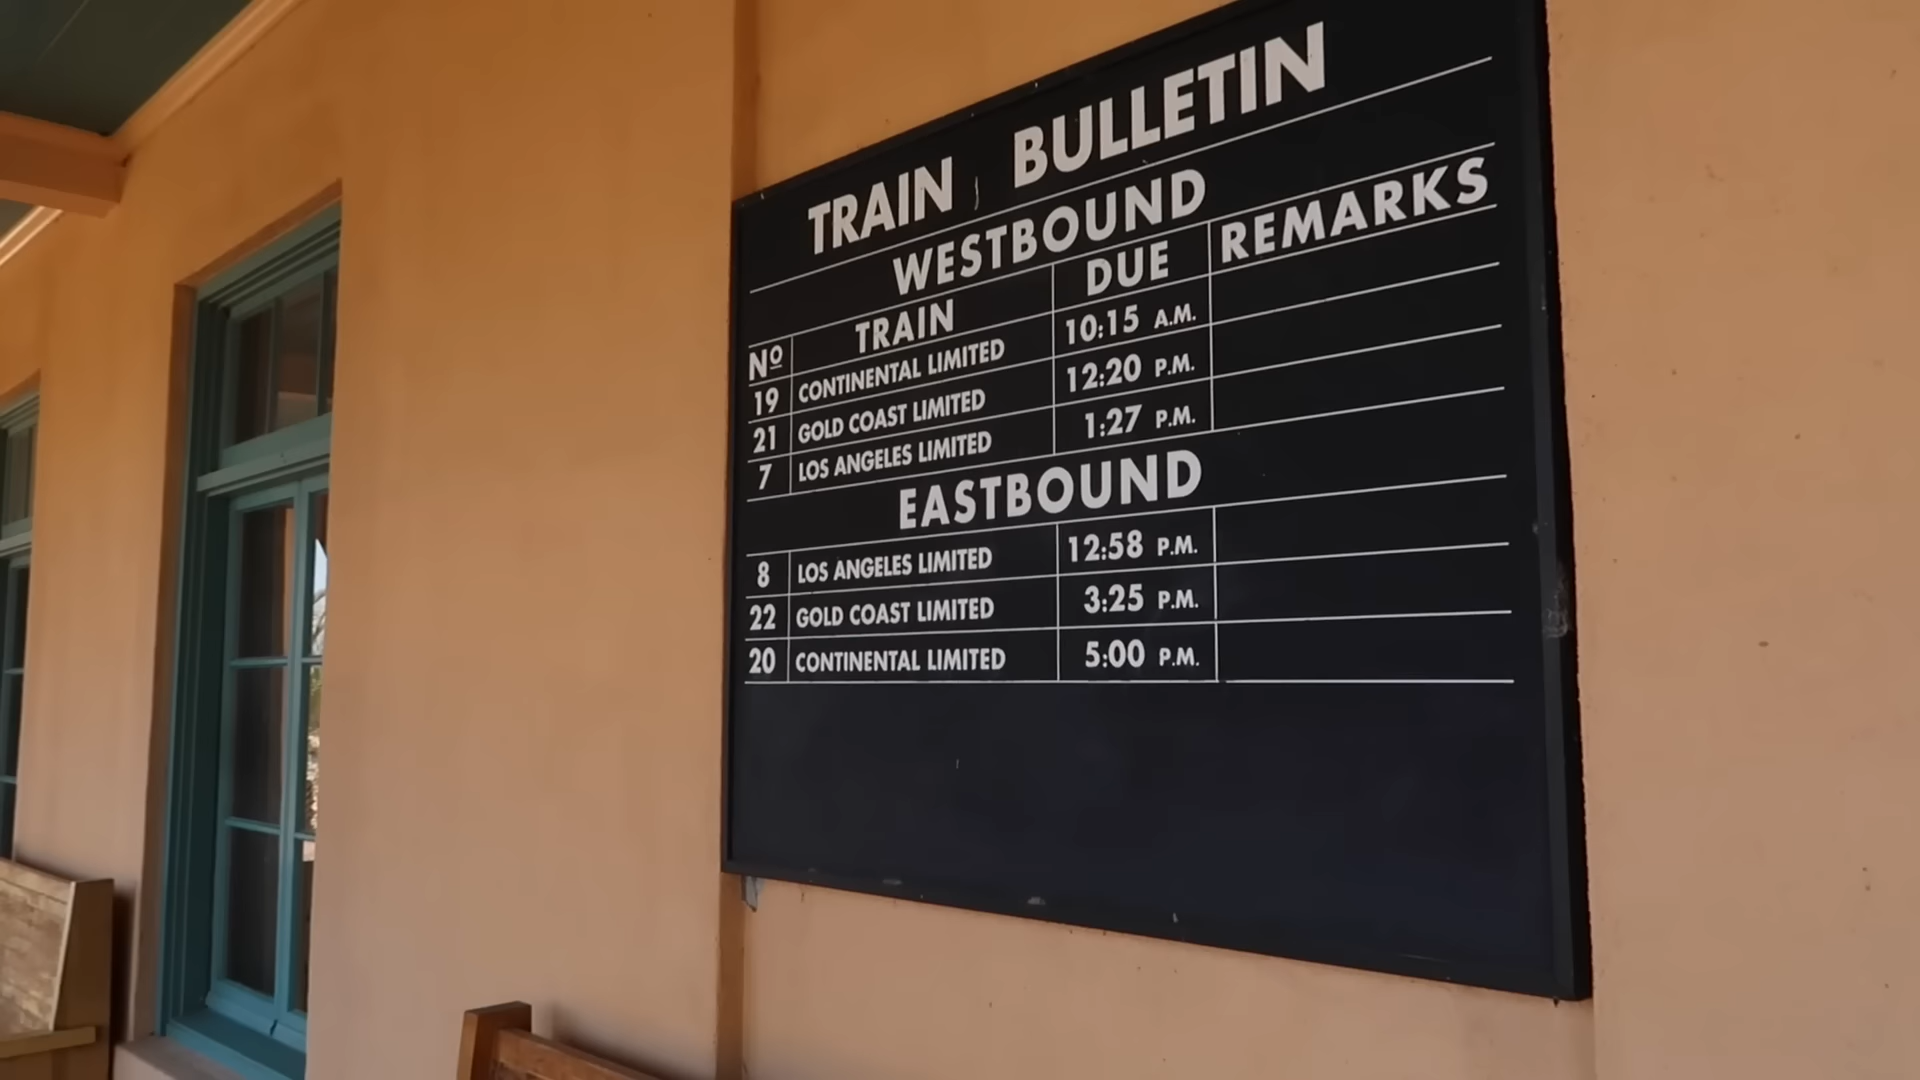 TRAIN BULLETIN
WESTBOUND
Nº TRAIN DUE REMARKS
19 CONTINENTAL LIMITED 10:15 A.M.
21 GOLD COAST LIMITED 12:20 P.M.
7 LOS ANGELES LIMITED 1:27 P.M.
EASTBOUND
8 LOS ANGELES LIMITED 12:58 P.M.
22 GOLD COAST LIMITED 3:25 P.M.
20 CONTINENTAL LIMITED 5:00 P.M.